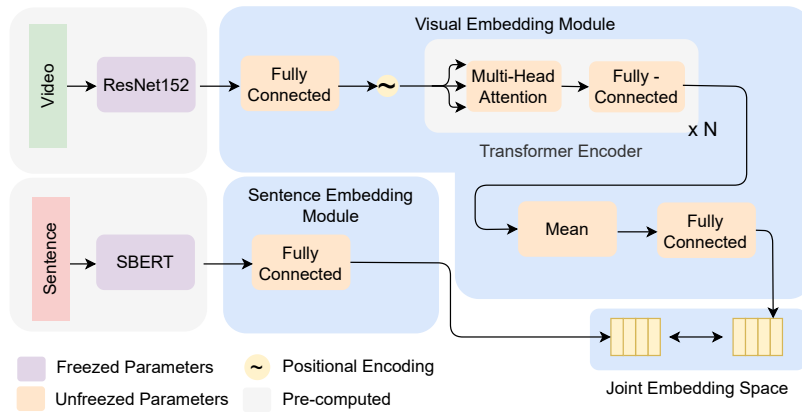 Visual Embedding Module
Video
ResNet152
Fully
Connected
~
Multi-Head
Attention
Fully -
Connected
x N
Transformer Encoder
Sentence
SBERT
Sentence Embedding
Module
Fully
Connected
Mean
Fully
Connected
Joint Embedding Space
Freezed Parameters
~ Positional Encoding
Unfreezed Parameters
Pre-computed